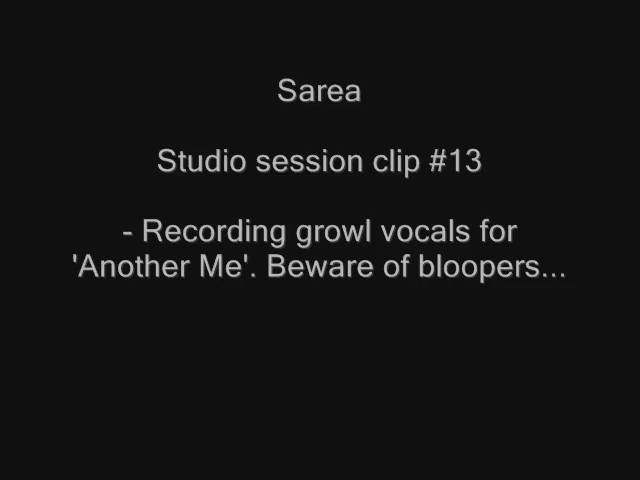 Sarea
Studio session clip #13
- Recording growl vocals for
'Another Me'. Beware of bloopers...